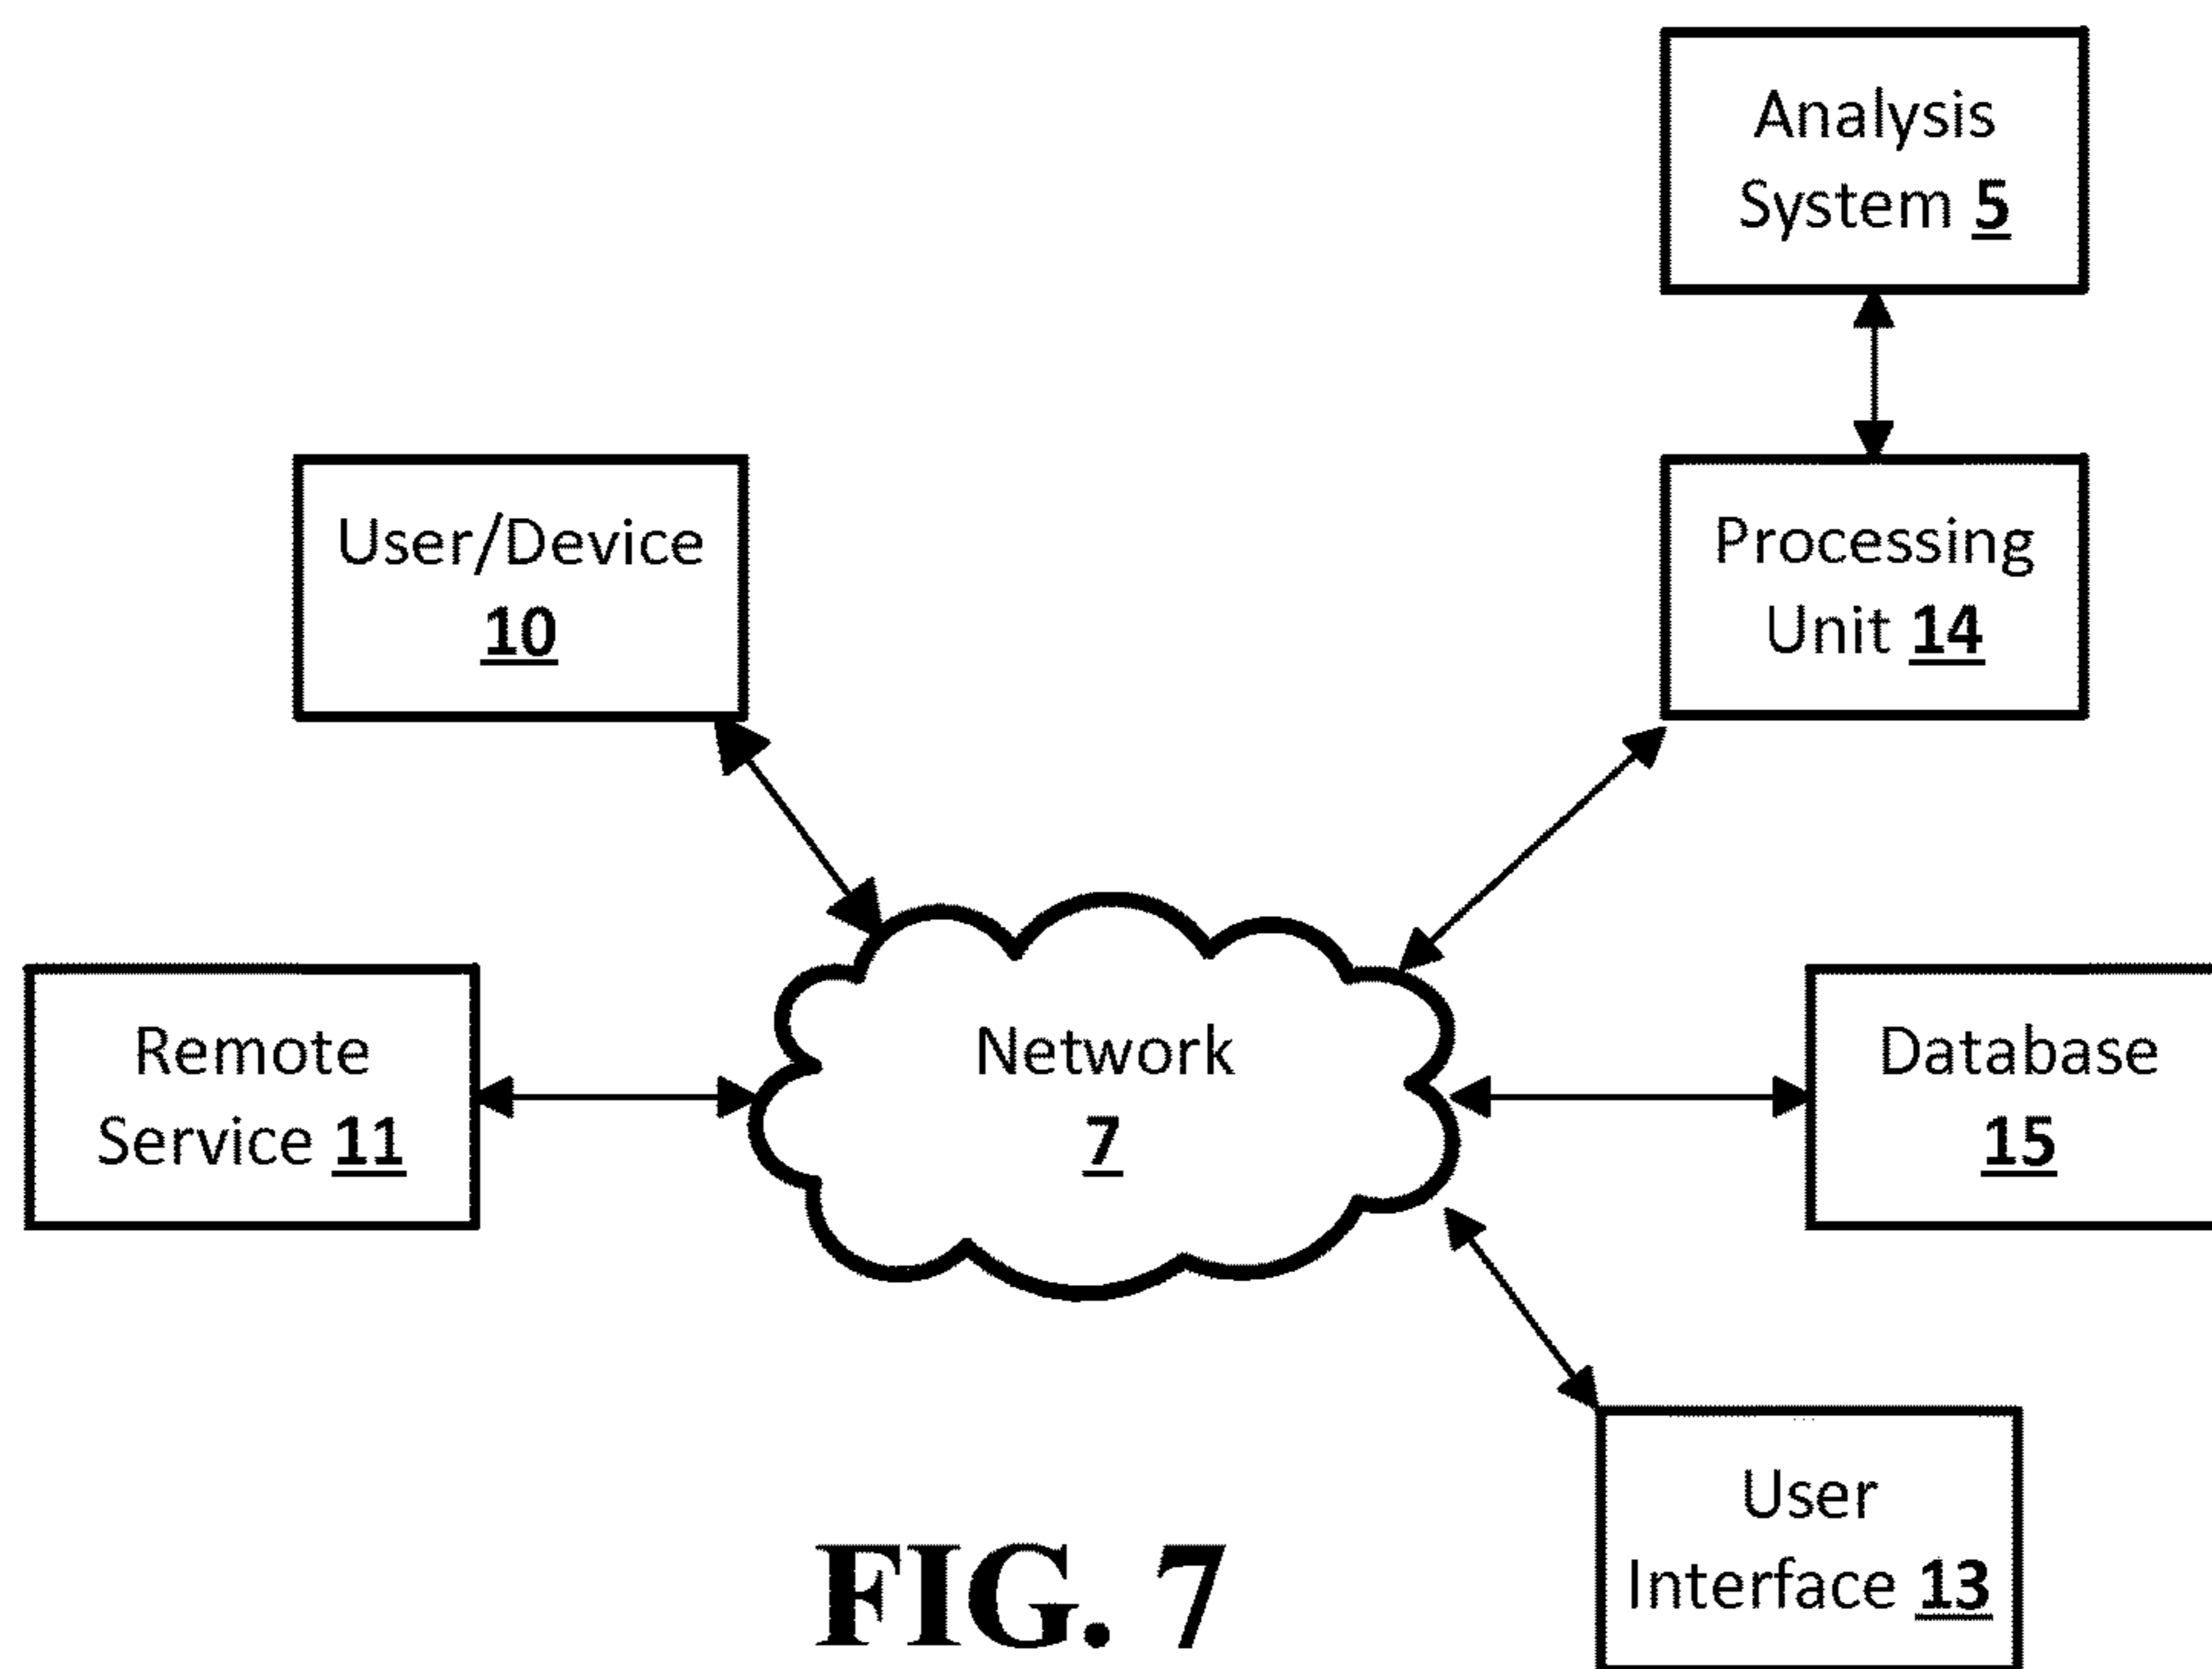 Analysis
System 5
User/Device
10
Processing
Unit 14
Remote
Service 11
Network
7
Database
15
User
Interface 13
FIG. 7